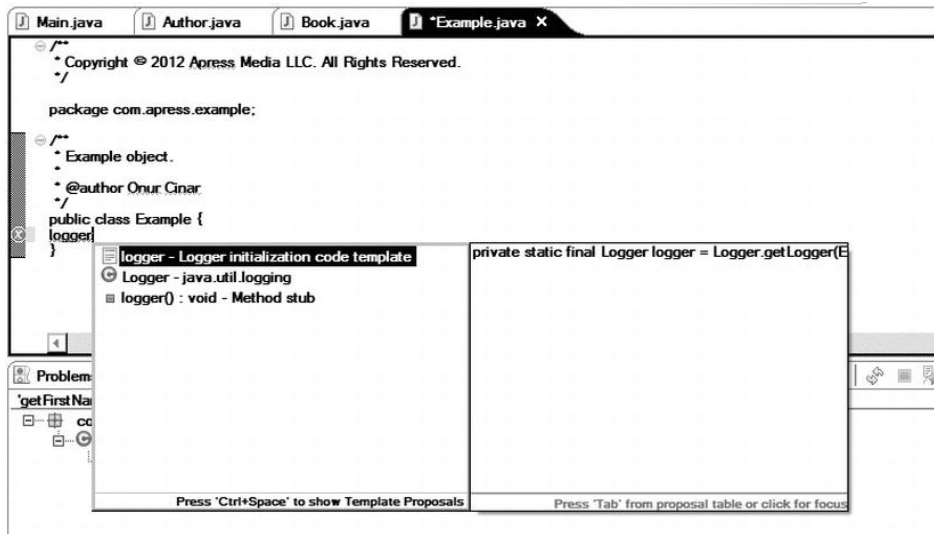 Main.java Author.java Book.java *Example.java
/**
* Copyright © 2012 Apress Media LLC. All Rights Reserved.
*/
package com.apress.example;
/**
* Example object.
*
* @author Onur Cinar
*/
public class Example {
logger
}
logger - Logger initialization code template
Logger - java.util.logging
logger() : void - Method stub
Press 'Ctrl+Space' to show Template Proposals
private static final Logger logger = Logger.getLogger(E
Press 'Tab' from proposal table or click for focus
Problem
'getFirstNa
co